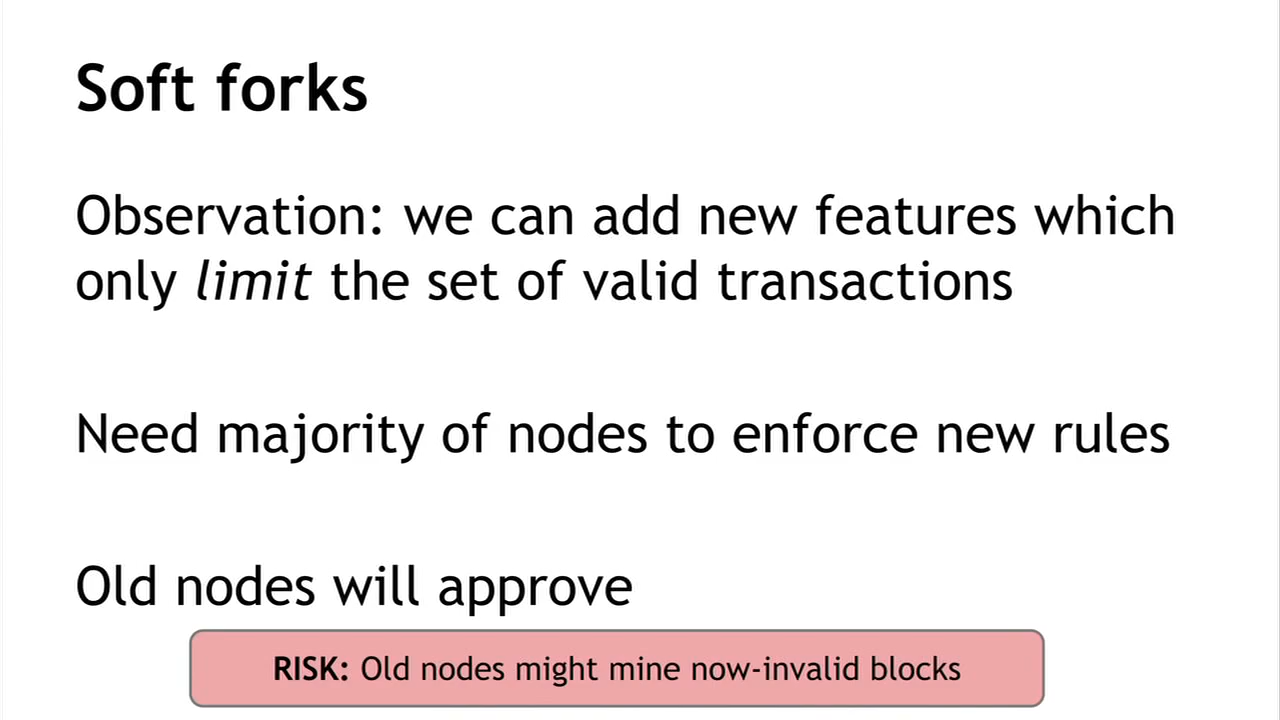 Soft forks
Observation: we can add new features which
only limit the set of valid transactions
Need majority of nodes to enforce new rules
Old nodes will approve
RISK: Old nodes might mine now-invalid blocks